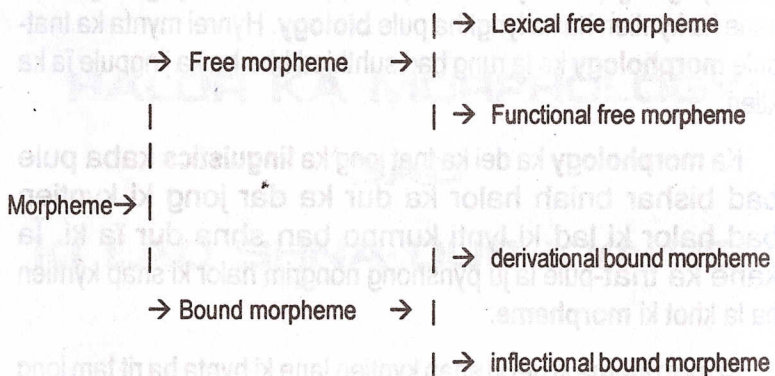 → Lexical free morpheme
→ Free morpheme →
→ Functional free morpheme
Morpheme→
→ derivational bound morpheme
→ Bound morpheme →
→ inflectional bound morpheme